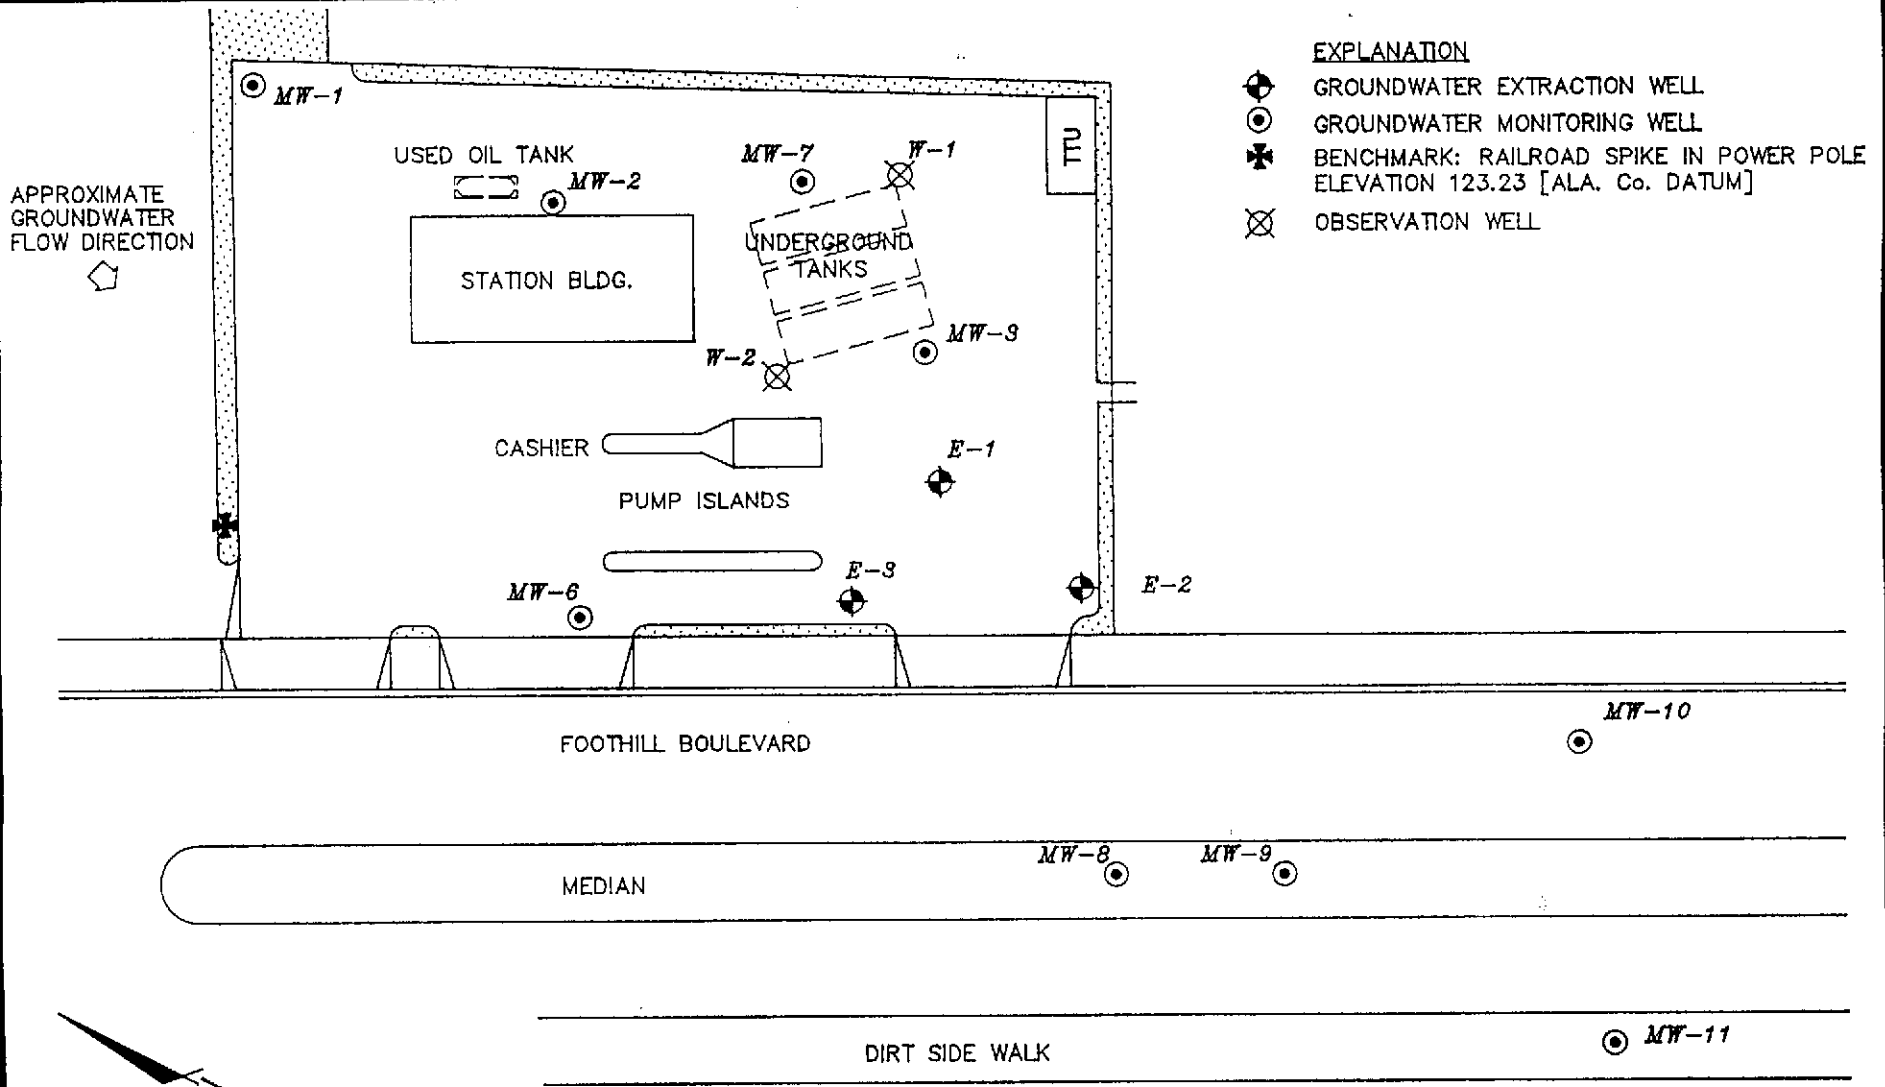 EXPLANATION
GROUNDWATER EXTRACTION WELL
GROUNDWATER MONITORING WELL
BENCHMARK: RAILROAD SPIKE IN POWER POLE
ELEVATION 123.23 [ALA. Co. DATUM]
OBSERVATION WELL
MW-1
USED OIL TANK
MW-2
MW-7
W-1
TTU
APPROXIMATE
GROUNDWATER
FLOW DIRECTION
UNDERGROUND
TANKS
STATION BLDG.
MW-3
W-2
CASHIER
E-1
PUMP ISLANDS
E-3
E-2
MW-6
MW-10
FOOTHILL BOULEVARD
MW-8
MW-9
MEDIAN
MW-11
DIRT SIDE WALK